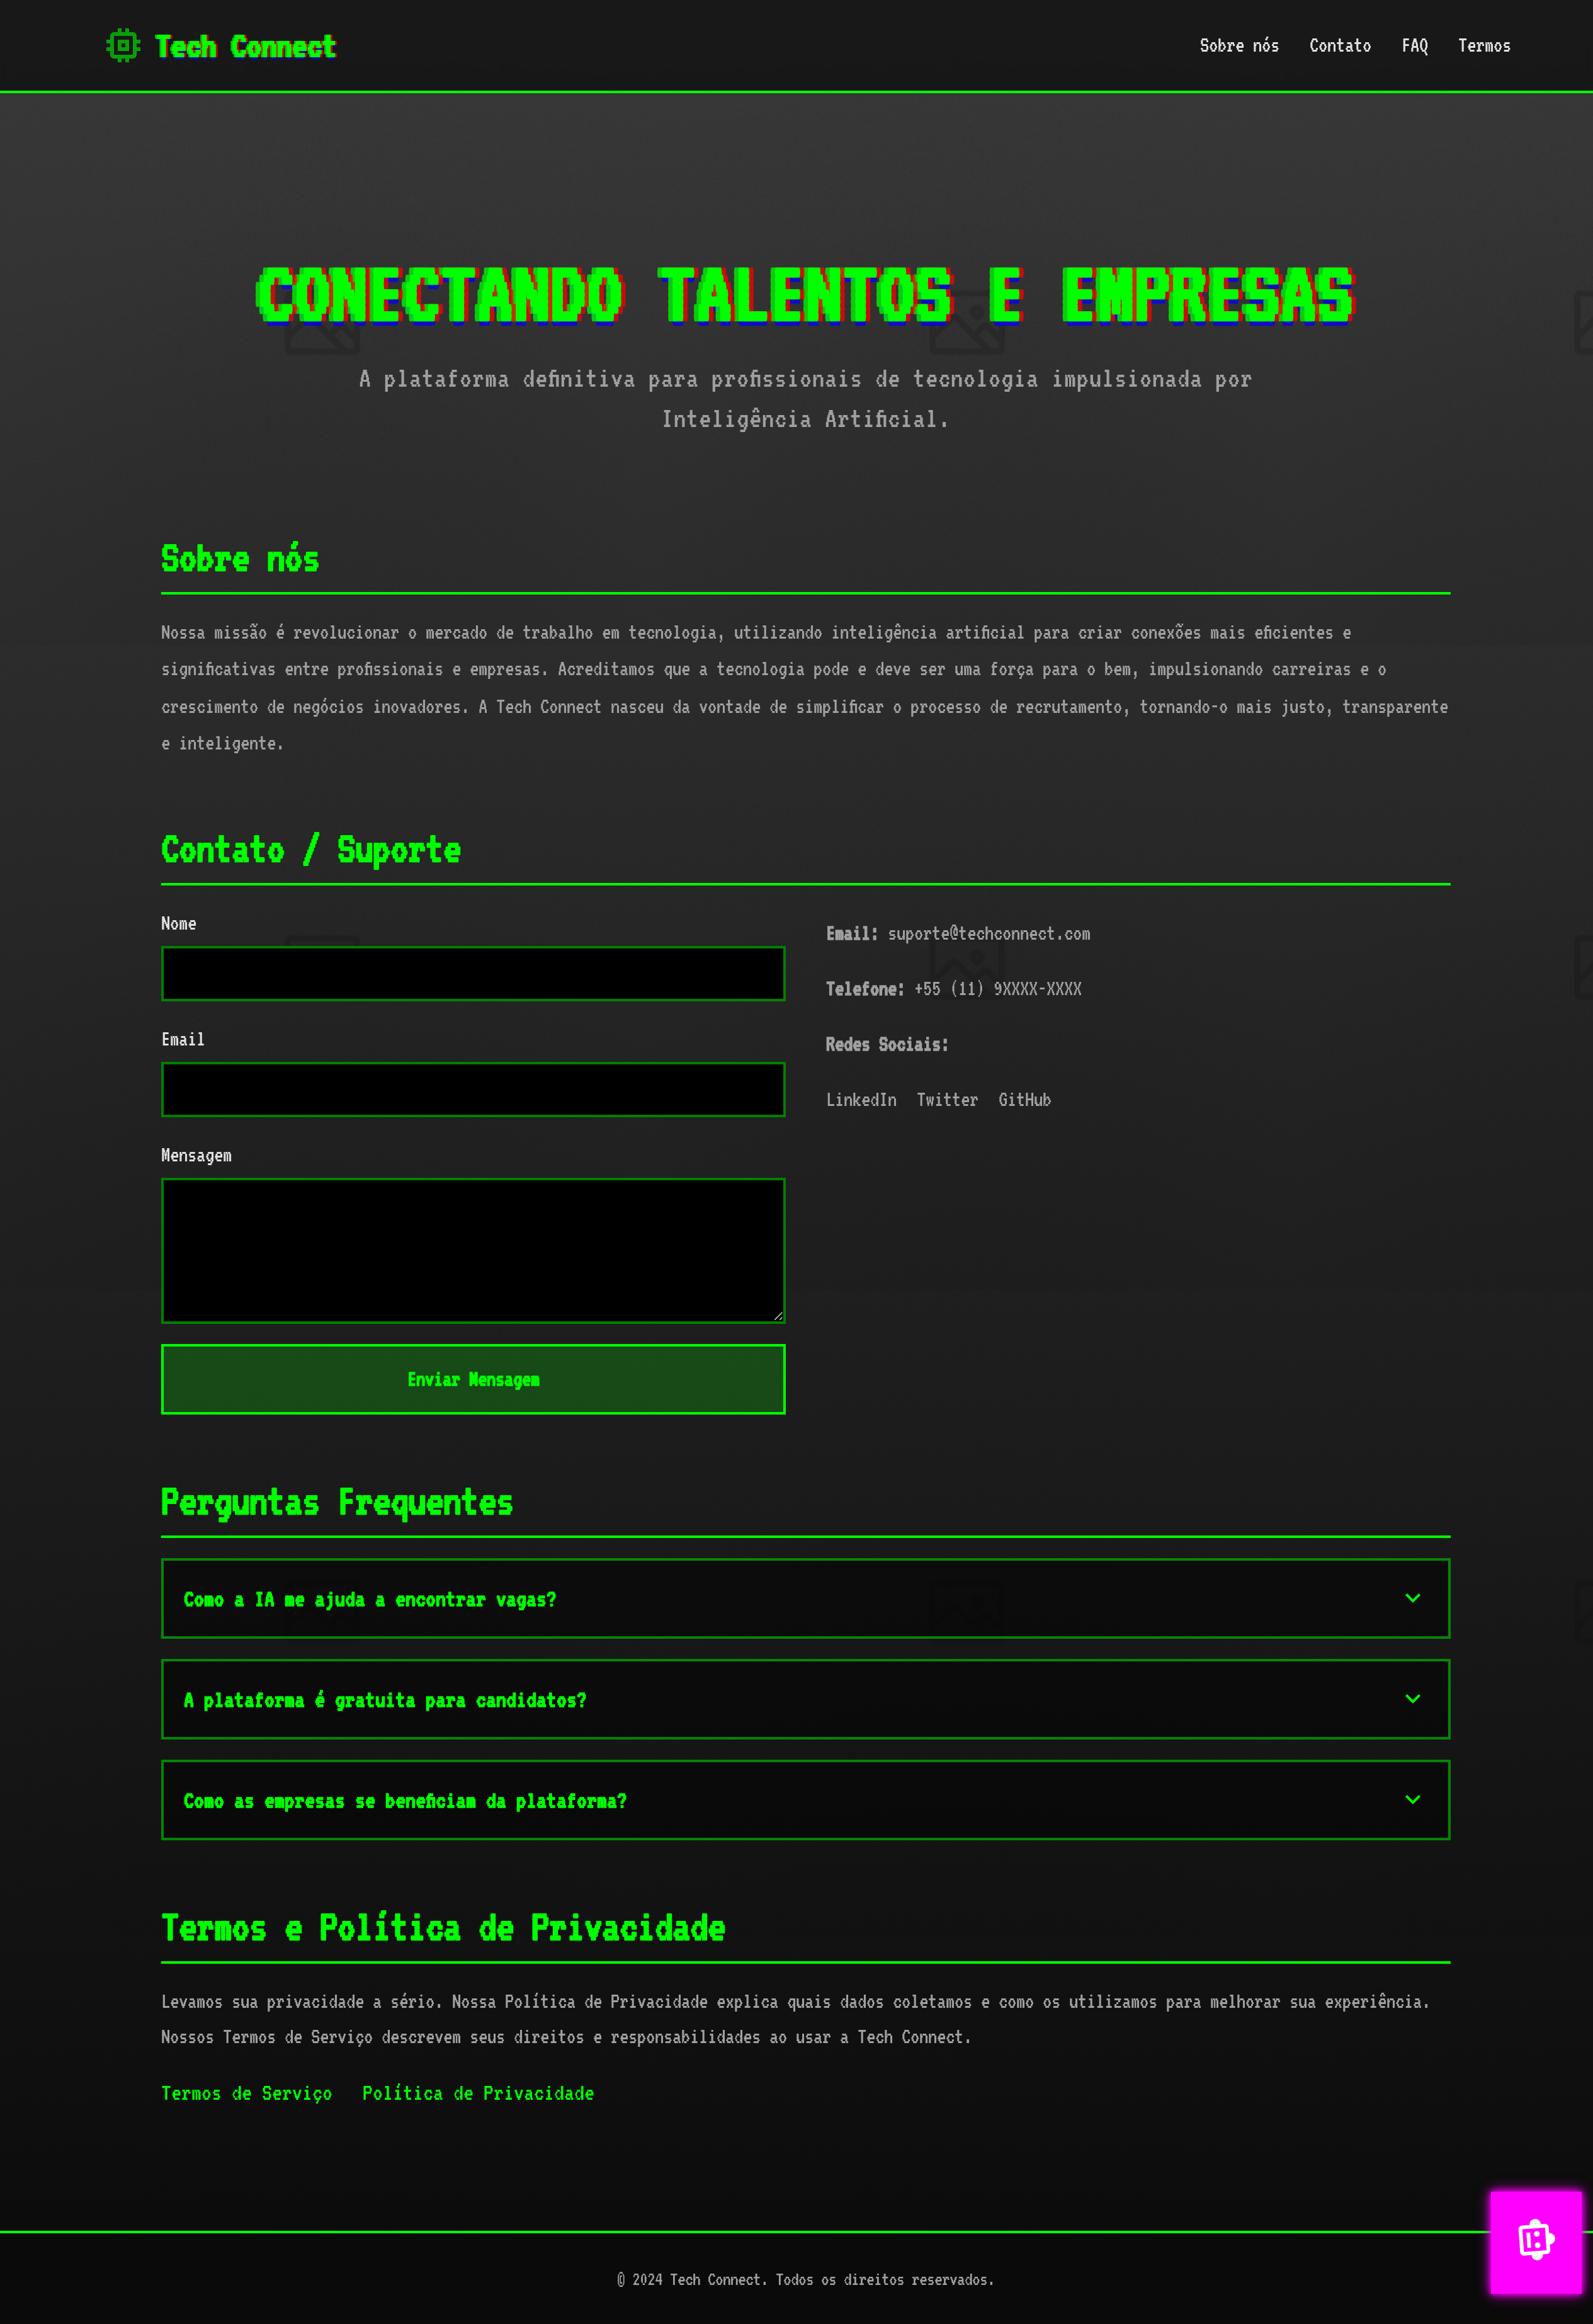 Tech Connect
Sobre nós
Contato
FAQ
Termos
CONECTANDO TALENTOS E EMPRESAS
A plataforma definitiva para profissionais de tecnologia impulsionada por
Inteligência Artificial.
Sobre nós
Nossa missão é revolucionar o mercado de trabalho em tecnologia, utilizando inteligência artificial para criar conexões mais eficientes e
significativas entre profissionais e empresas. Acreditamos que a tecnologia pode e deve ser uma força para o bem, impulsionando carreiras e o
crescimento de negócios inovadores. A Tech Connect nasceu da vontade de simplificar o processo de recrutamento, tornando-o mais justo, transparente
e inteligente.
Contato / Suporte
Nome
Email
Mensagem
Enviar Mensagem
Email: suporte@techconnect.com
Telefone: +55 (11) 9XXXX-XXXX
Redes Sociais:
LinkedIn Twitter GitHub
Perguntas Frequentes
Como a IA me ajuda a encontrar vagas?
A plataforma é gratuita para candidatos?
Como as empresas se beneficiam da plataforma?
Termos e Política de Privacidade
Levamos sua privacidade a sério. Nossa Política de Privacidade explica quais dados coletamos e como os utilizamos para melhorar sua experiência.
Nossos Termos de Serviço descrevem seus direitos e responsabilidades ao usar a Tech Connect.
Termos de Serviço Política de Privacidade
© 2024 Tech Connect. Todos os direitos reservados.